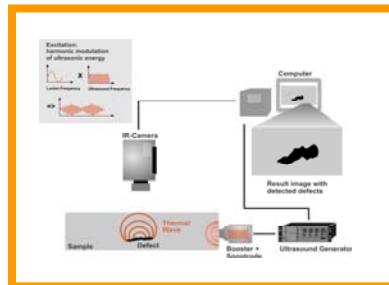 Excitation:
harmonic modulation
of ultrasonic energy
X
Lockin-Frequency
Ultrasound Frequency
Computer
IR-Camera
Result image with
detected defects
Thermal
Wave
Sample
Defect
Booster +
Sonotrode
Ultrasound Generator